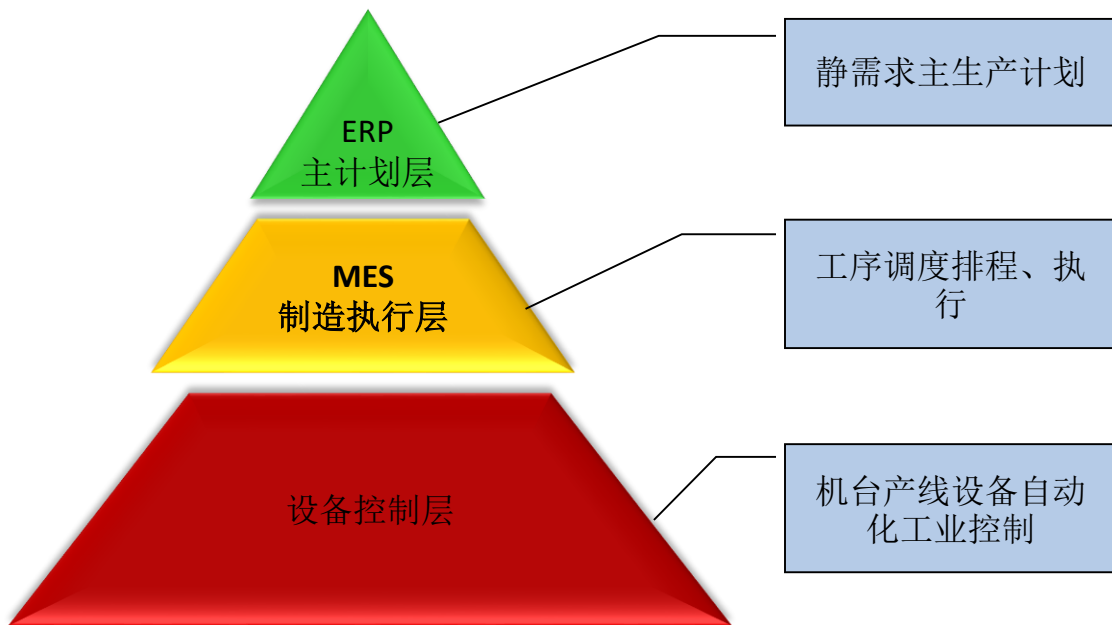 ERP
主计划层
静需求主生产计划
MES
制造执行层
工序调度排程、执
行
设备控制层
机台产线设备自动
化工业控制